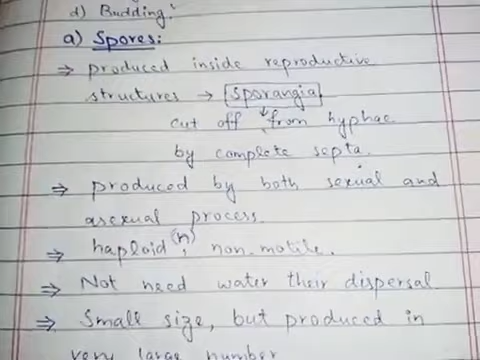 d) Budding:
a) Spores:
⇒ produced inside reproductive
structures → Sporangia
↓
cut off from hyphae
by complete septa.
⇒ produced by both sexual and
asexual process
⇒ haploid (n), non-motile.
⇒ Not need water their dispersal
⇒ Small size, but produced in
very large number